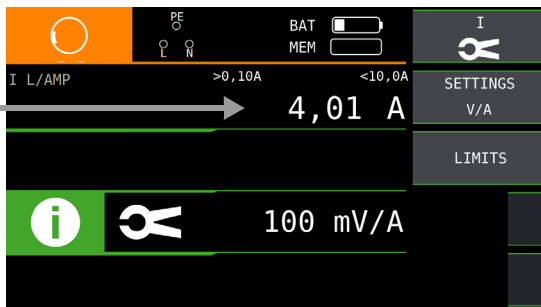 PE
L N
BAT
MEM
I
I L/AMP >0,10A <10,0A
4,01 A
SETTINGS
V/A
LIMITS
i
100 mV/A